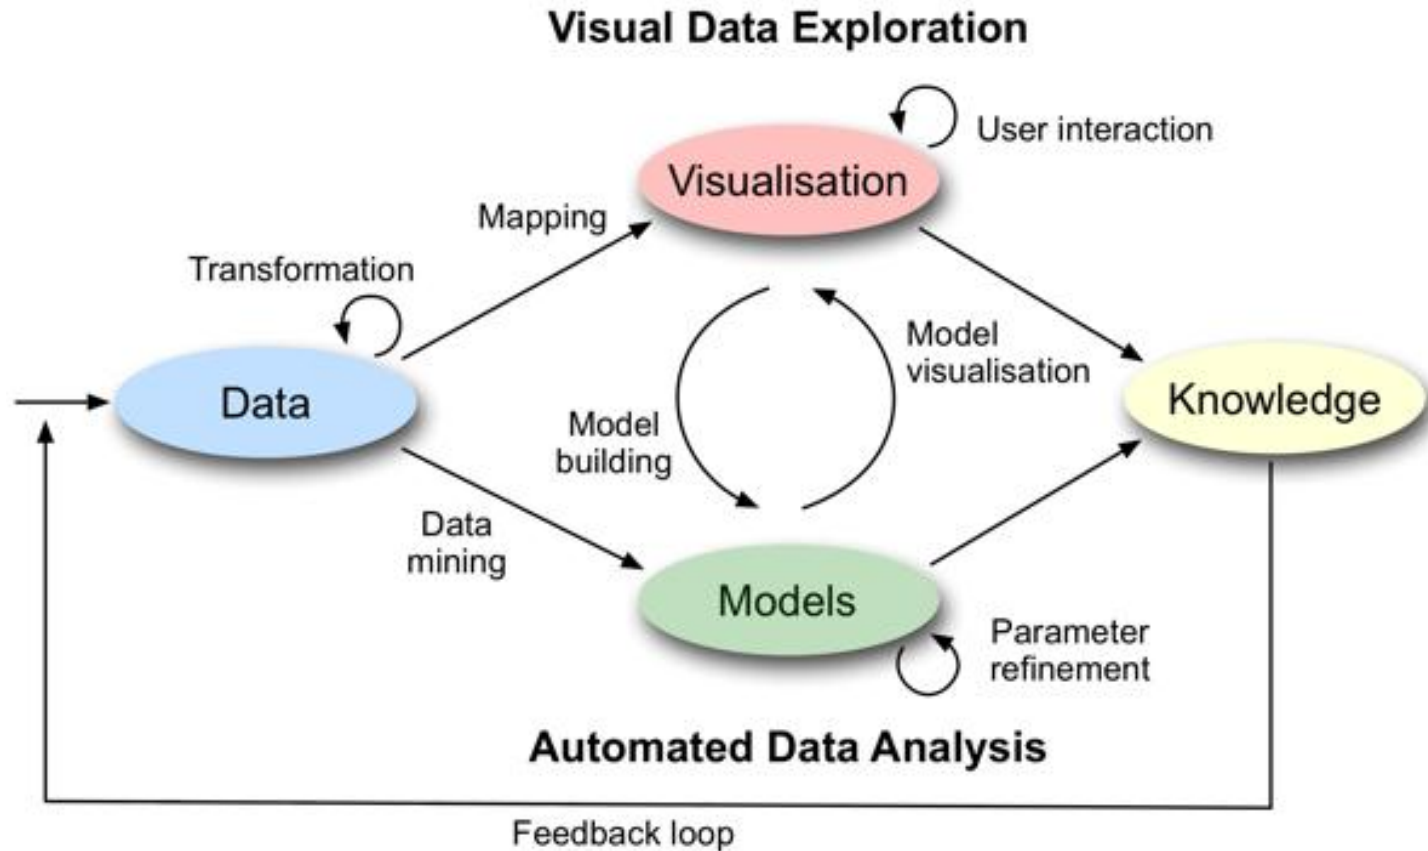 Visual Data Exploration
User interaction
Visualisation
Mapping
Transformation
Model
visualisation
Data
Knowledge
Model
building
Data
mining
Models
Parameter
refinement
Automated Data Analysis
Feedback loop